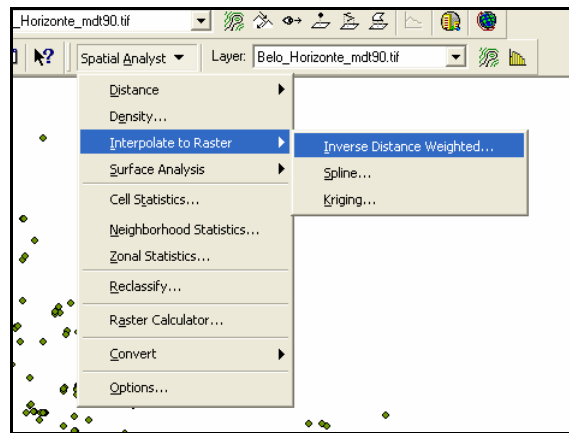 _Horizonte_mdt90.tif
Spatial Analyst
Layer: Belo_Horizonte_mdt90.tif
Distance
Density...
Interpolate to Raster
Inverse Distance Weighted...
Surface Analysis
Spline...
Cell Statistics...
Kriging...
Neighborhood Statistics...
Zonal Statistics...
Reclassify...
Raster Calculator...
Convert
Options...